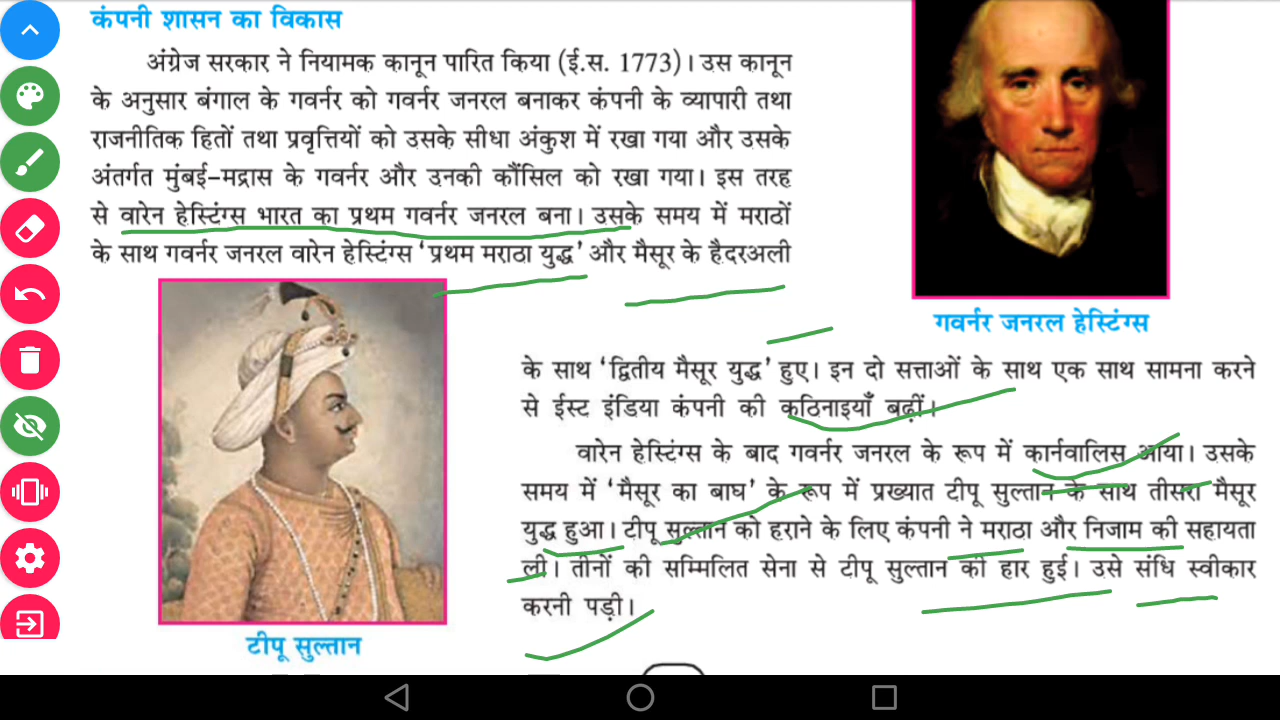 कंपनी शासन का विकास
अंग्रेज सरकार ने नियामक कानून पारित किया (ई.स. 1773)। उस कानून
के अनुसार बंगाल के गवर्नर को गवर्नर जनरल बनाकर कंपनी के व्यापारी तथा
राजनीतिक हितों तथा प्रवृत्तियों को उसके सीधा अंकुश में रखा गया और उसके
अंतर्गत मुंबई–मद्रास के गवर्नर और उनकी कौंसिल को रखा गया। इस तरह
से वारेन हेस्टिंग्स भारत का प्रथम गवर्नर जनरल बना। उसके समय में मराठों
के साथ गवर्नर जनरल वारेन हेस्टिंग्स ‘प्रथम मराठा युद्ध’ और मैसूर के हैदरअली
गवर्नर जनरल हेस्टिंग्स
के साथ ‘द्वितीय मैसूर युद्ध’ हुए। इन दो सत्ताओं के साथ एक साथ सामना करने
से ईस्ट इंडिया कंपनी की कठिनाइयाँ बढ़ीं।
वारेन हेस्टिंग्स के बाद गवर्नर जनरल के रूप में कार्नवालिस आया। उसके
समय में ‘मैसूर का बाघ’ के रूप में प्रख्यात टीपू सुल्तान के साथ तीसरा मैसूर
युद्ध हुआ। टीपू सुल्तान को हराने के लिए कंपनी ने मराठा और निजाम की सहायता
ली। तीनों की सम्मिलित सेना से टीपू सुल्तान की हार हुई। उसे संधि स्वीकार
करनी पड़ी।
टीपू सुल्तान